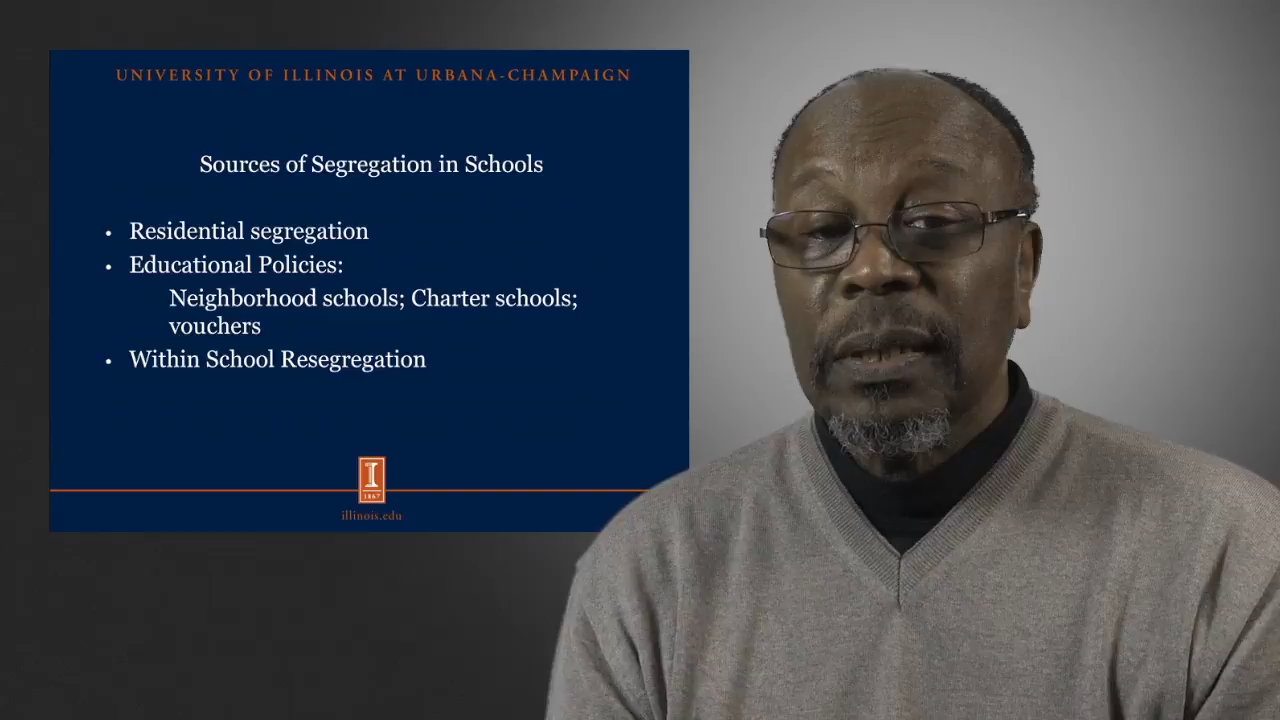 UNIVERSITY OF ILLINOIS AT URBANA-CHAMPAIGN
Sources of Segregation in Schools
• Residential segregation
• Educational Policies:
Neighborhood schools; Charter schools;
vouchers
• Within School Resegregation
I
1867
illinois.edu